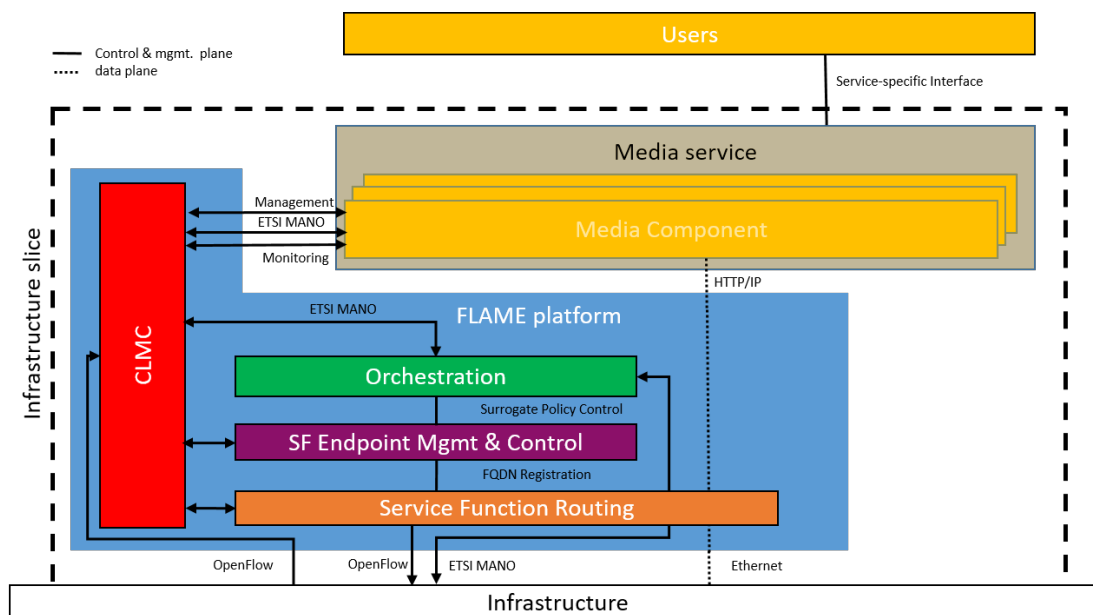 Users
Control & mgmt. plane
data plane
Service-specific Interface
Media service
Management
ETSI MANO
Monitoring
Media Component
HTTP/IP
Infrastructure slice
CLMC
ETSI MANO
FLAME platform
Orchestration
Surrogate Policy Control
SF Endpoint Mgmt & Control
FQDN Registration
Service Function Routing
OpenFlow
OpenFlow
ETSI MANO
Ethernet
Infrastructure